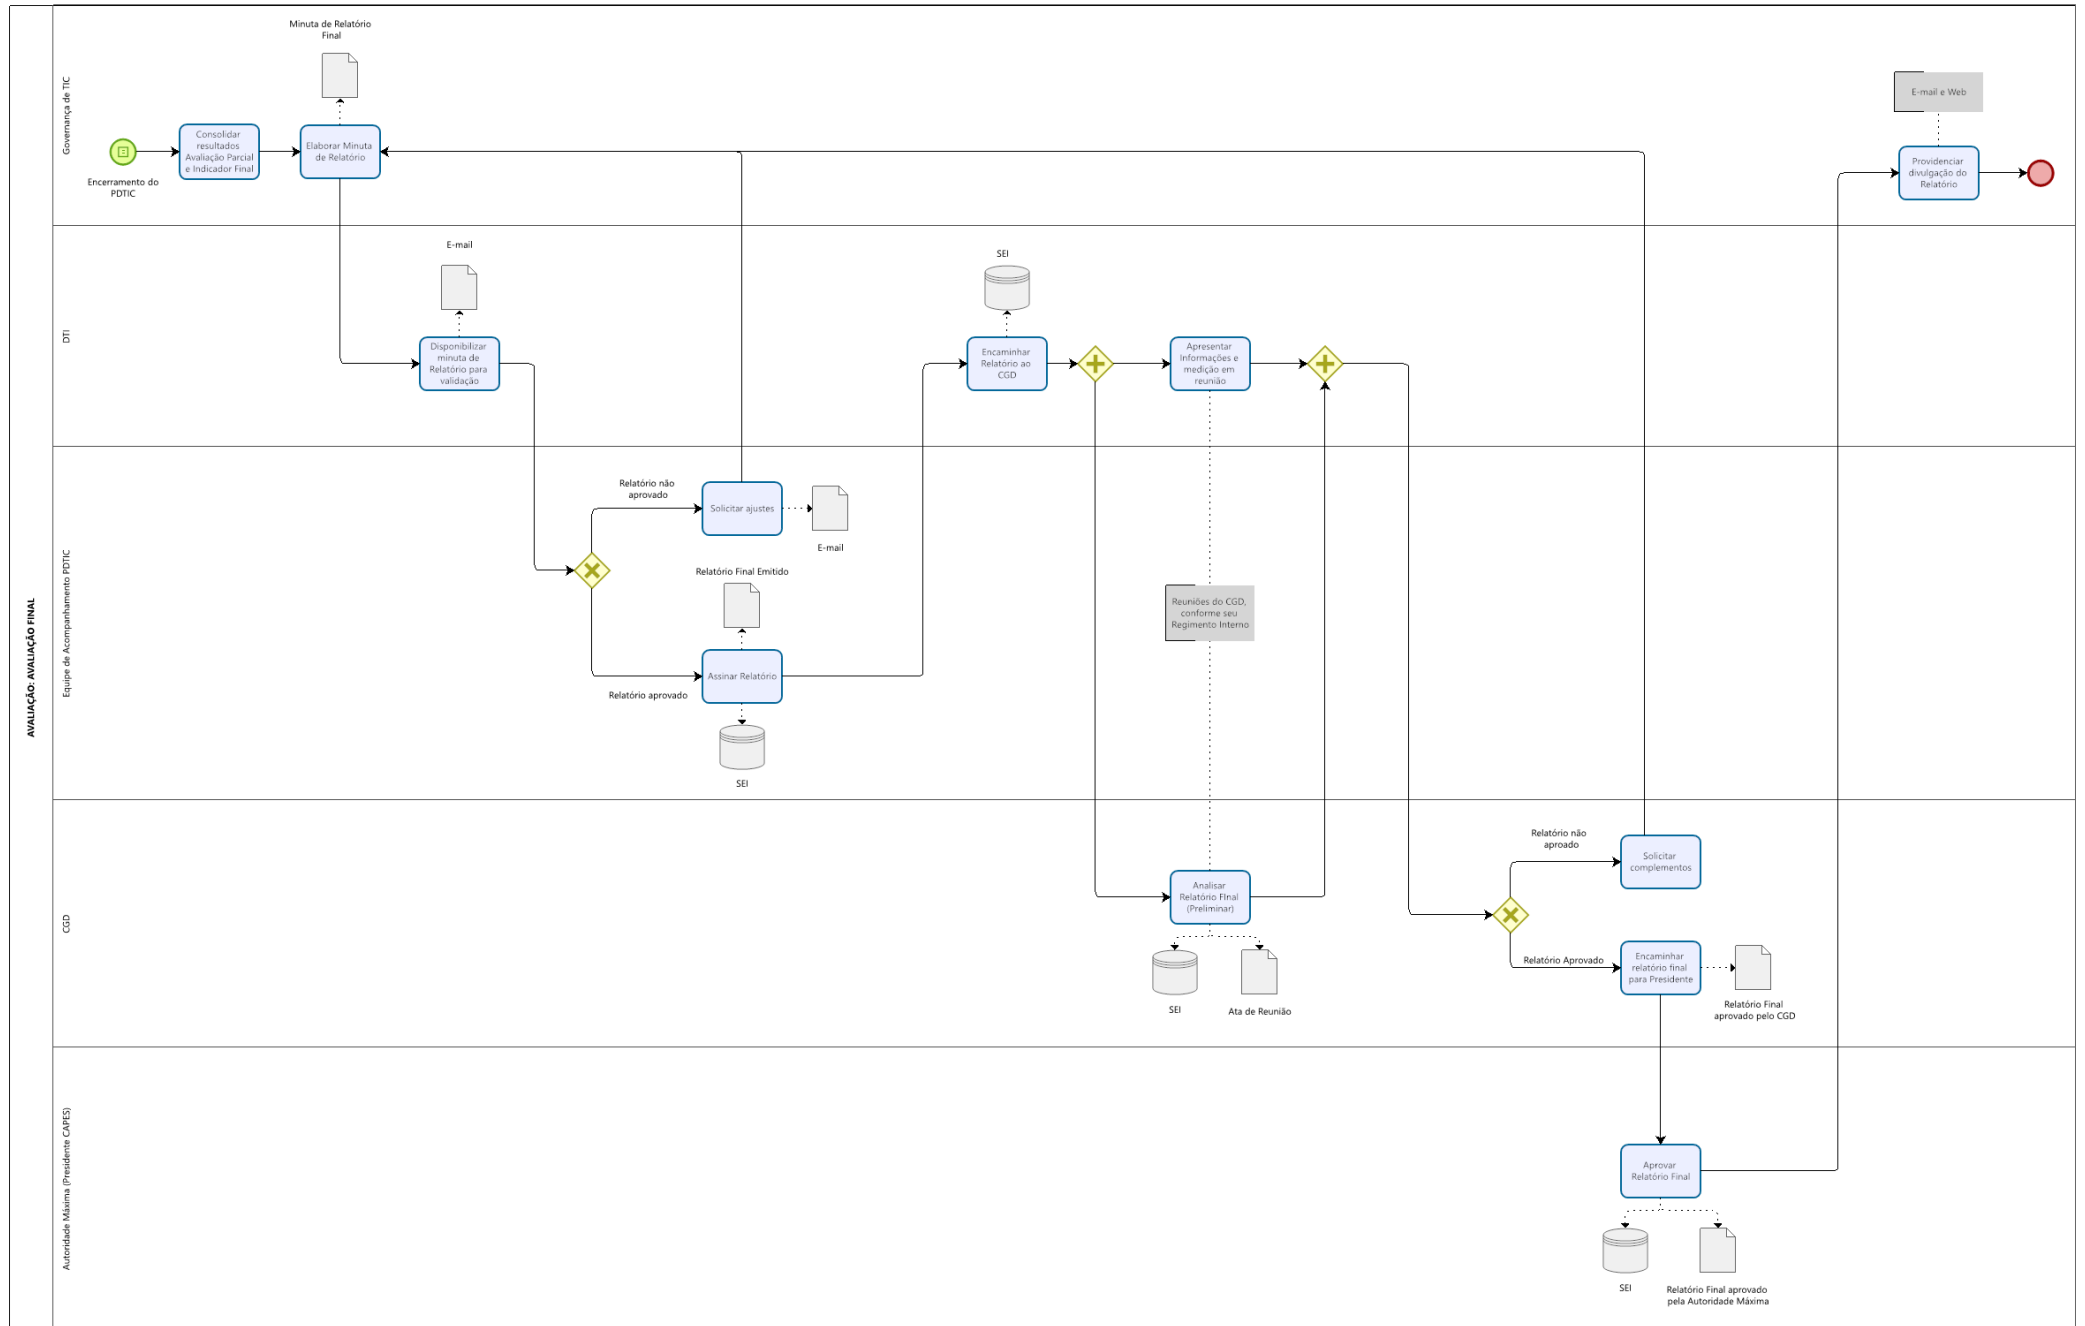 AVALIAÇÃO: AVALIAÇÃO FINAL
Governança de TIC
Minuta de Relatório
Final
Encerramento do
PDTIC
Consolidar
resultados
Avaliação Parcial
e Indicador Final
Elaborar Minuta
de Relatório
E-mail e Web
Providenciar
divulgação do
Relatório
DTI
E-mail
Disponibilizar
minuta de
Relatório para
validação
SEI
Encaminhar
Relatório ao
CGD
Apresentar
Informações e
medição em
reunião
Equipe de Acompanhamento PDTIC
Relatório não
aprovado
Solicitar ajustes
E-mail
Relatório Final Emitido
Assinar Relatório
Relatório aprovado
SEI
Reuniões do CGD,
conforme seu
Regimento Interno
CGD
Analisar
Relatório FInal
(Preliminar)
SEI
Ata de Reunião
Relatório não
aproado
Solicitar
complementos
Relatório Aprovado
Encaminhar
relatório final
para Presidente
Relatório Final
aprovado pelo CGD
Autoridade Máxima (Presidente CAPES)
Aprovar
Relatório Final
SEI
Relatório Final aprovado
pela Autoridade Máxima